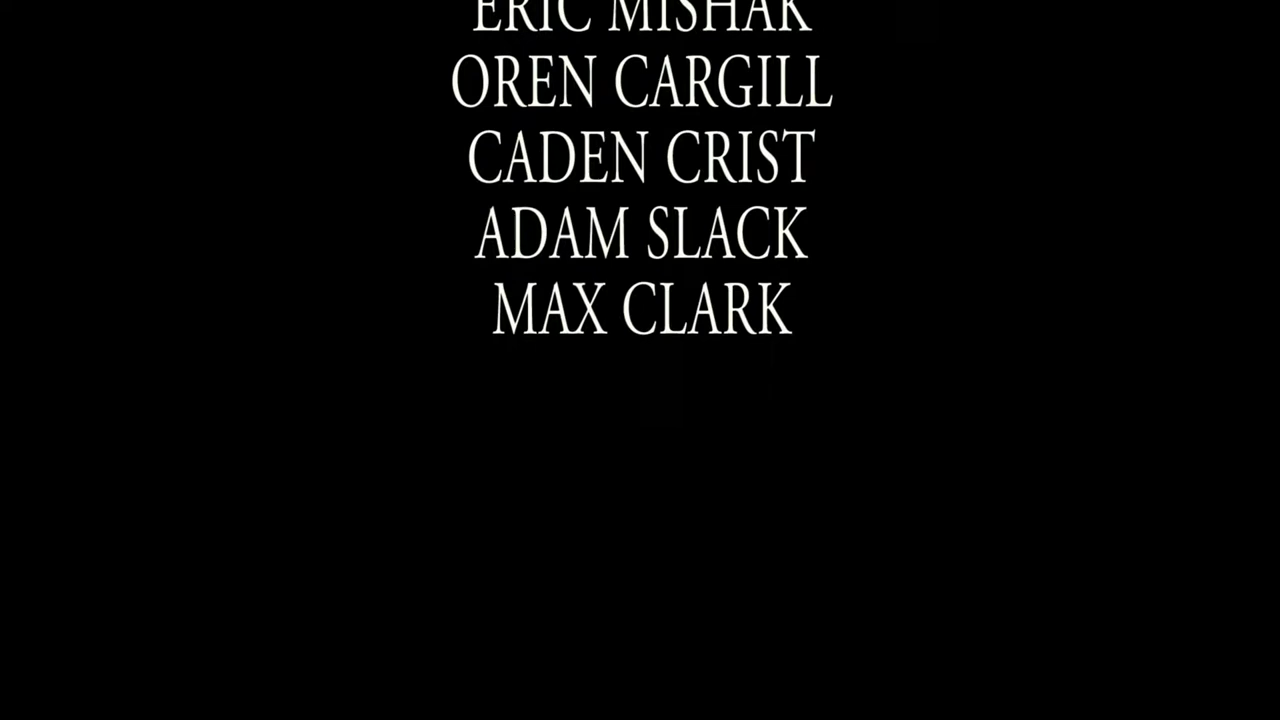 ERIC MISHAK
OREN CARGILL
CADEN CRIST
ADAM SLACK
MAX CLARK